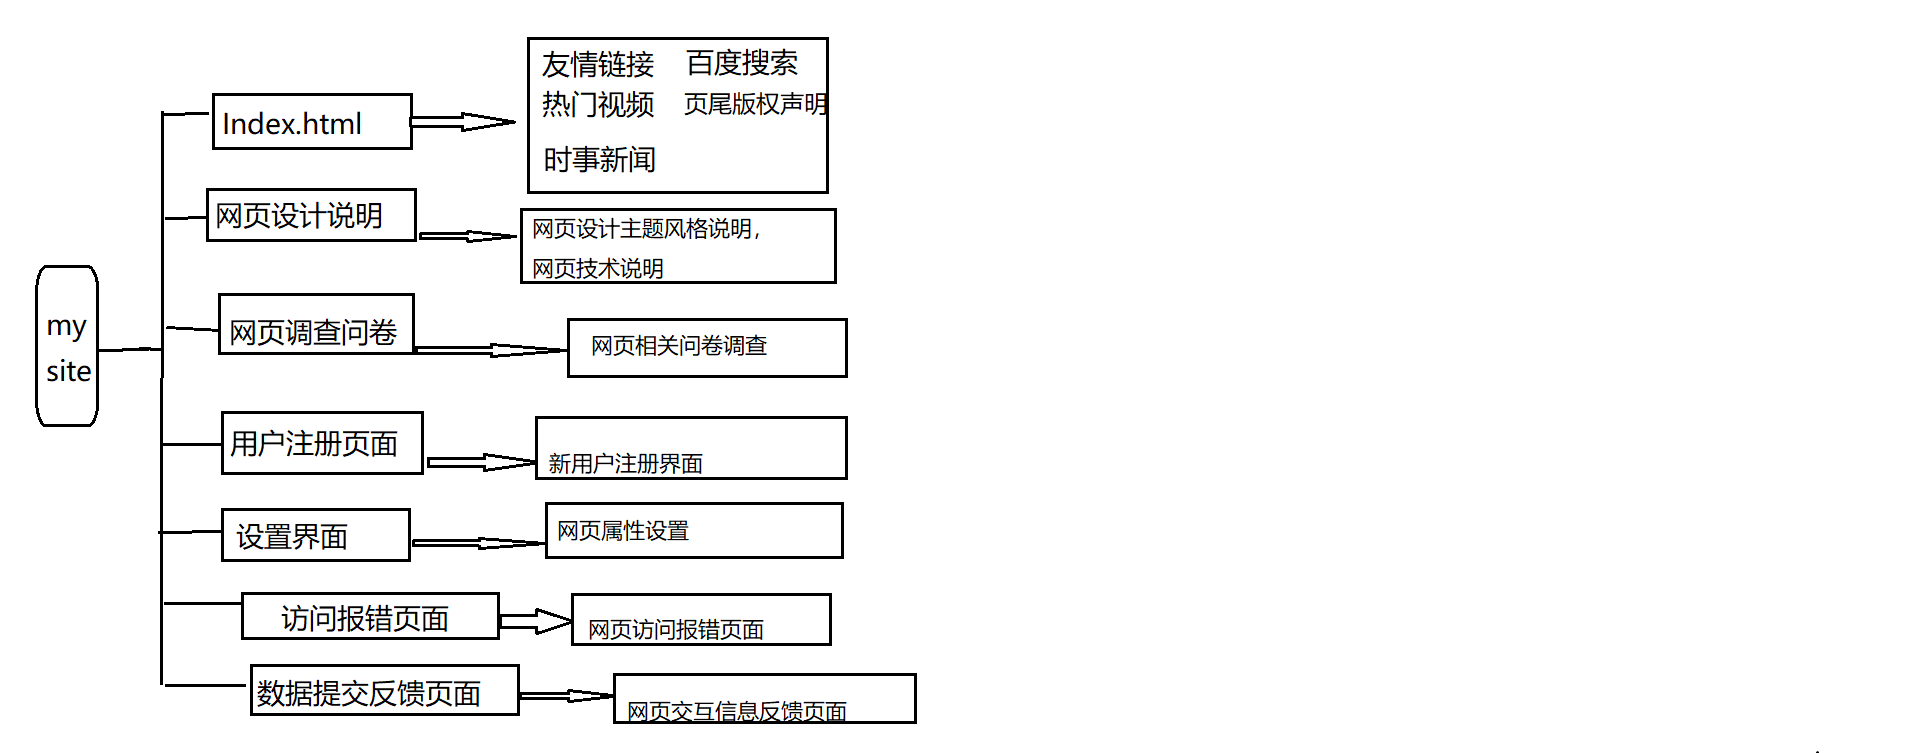 友情链接 百度搜索
热门视频 页尾版权声明
Index.html
时事新闻
网页设计说明
网页设计主题风格说明，
网页技术说明
my
site
网页调查问卷
网页相关问卷调查
用户注册页面
新用户注册界面
设置界面
网页属性设置
访问报错页面
网页访问报错页面
数据提交反馈页面
网页交互信息反馈页面